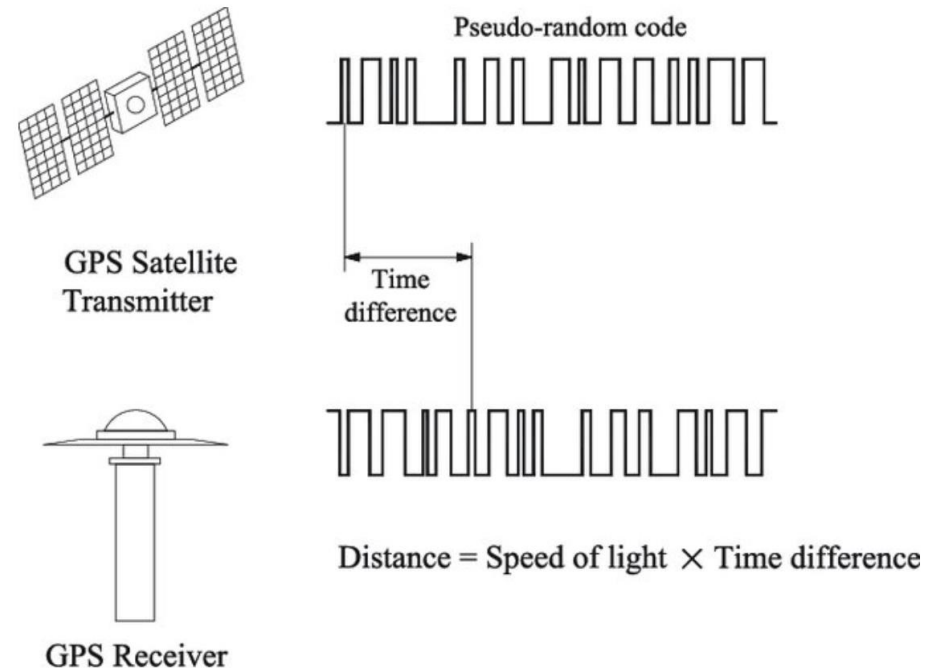 Pseudo-random code
GPS Satellite
Transmitter
Time
difference
Distance = Speed of light × Time difference
GPS Receiver